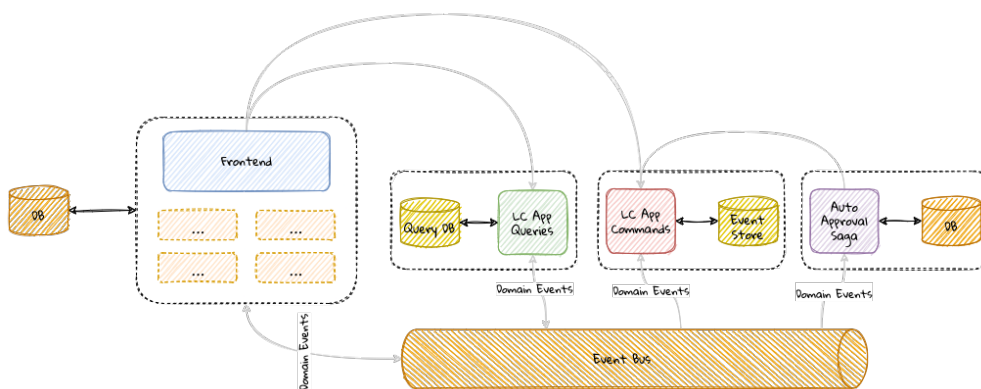 Frontend
DB
...
...
...
...
Query DB
LC App
Queries
LC App
Commands
Event
Store
Auto
Approval
Saga
DB
Domain Events
Domain Events
Domain Events
Domain Events
Event Bus